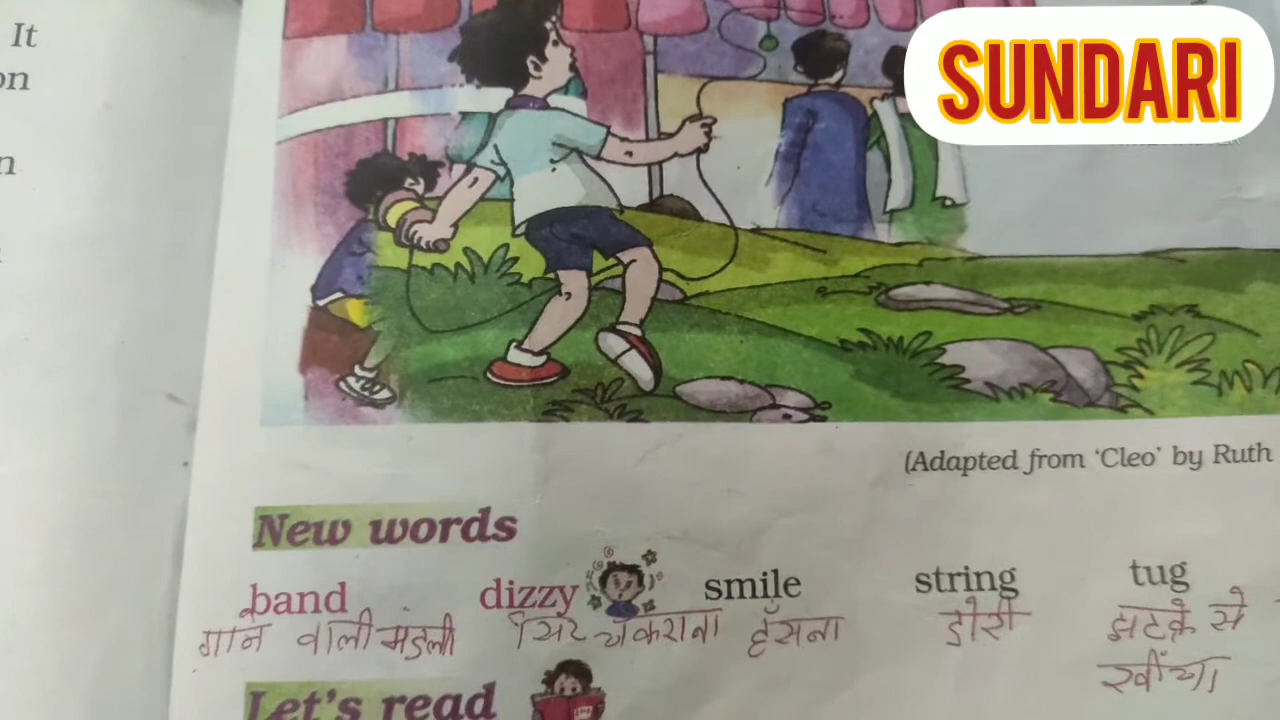 It
on
n
SUNDARI
(Adapted from ‘Cleo’ by Ruth
New words
band dizzy smile string tug
गाने वाली मंडली सिर चकराना हँसना डोरी झटके से
खींचा
Let's read